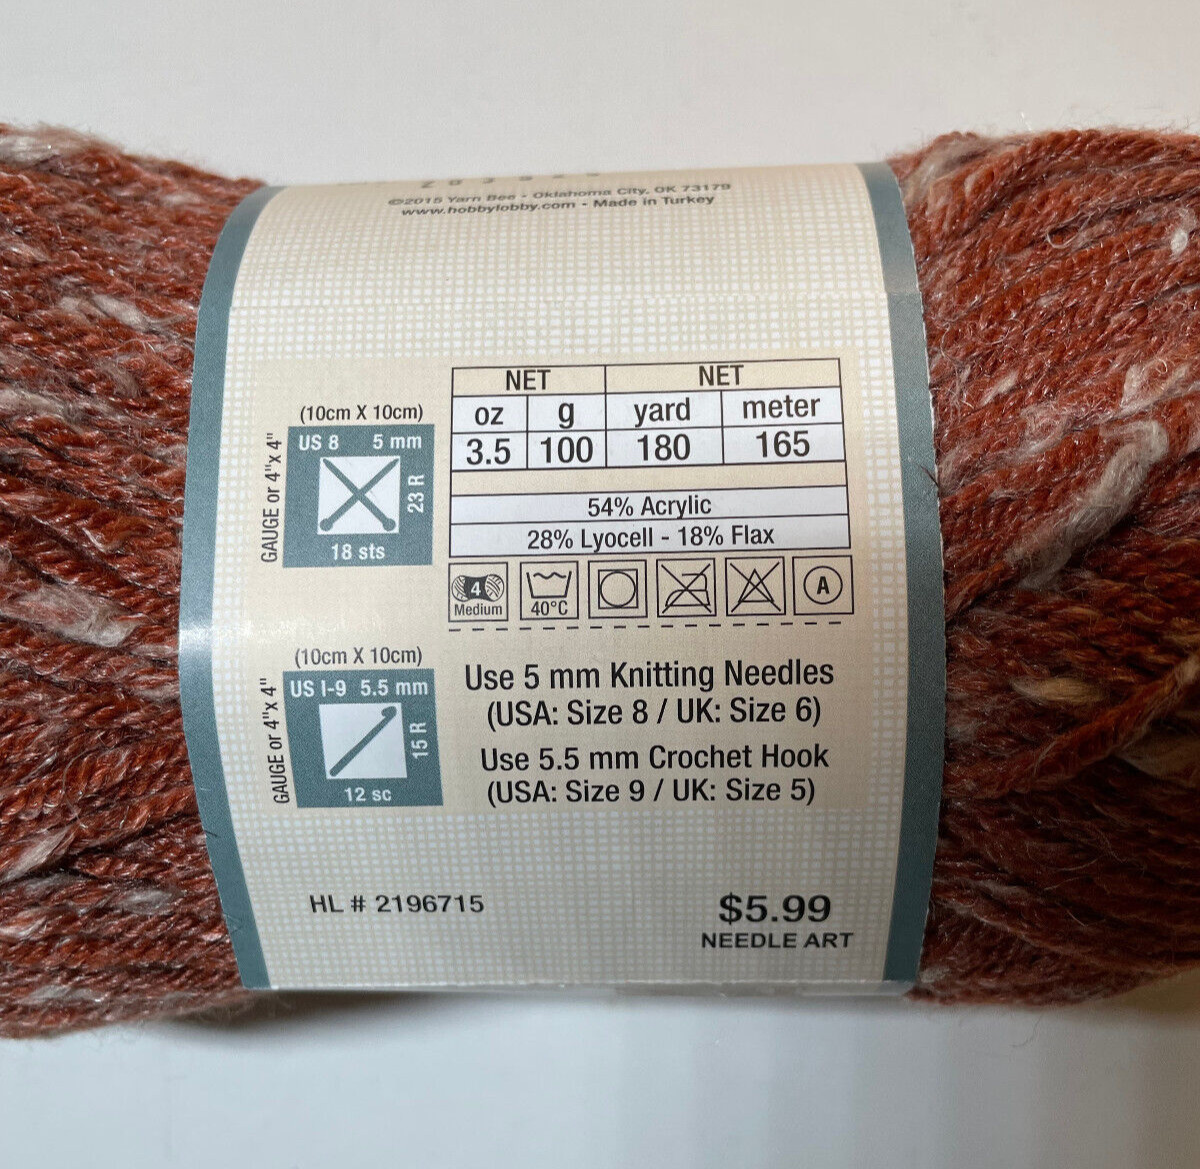 ©2015 Yarn Bee - Oklahoma City, OK 73179
www.hobbylobby.com - Made in Turkey
NET NET
oz g yard meter
3.5 100 180 165
54% Acrylic
28% Lyocell - 18% Flax
4
Medium
40°C
A
(10cm X 10cm)
GAUGE or 4"x 4"
US 8 5 mm
23 R
18 sts
(10cm X 10cm)
GAUGE or 4"x 4"
US I-9 5.5 mm
15 R
12 sc
Use 5 mm Knitting Needles
(USA: Size 8 / UK: Size 6)
Use 5.5 mm Crochet Hook
(USA: Size 9 / UK: Size 5)
HL # 2196715
$5.99
NEEDLE ART